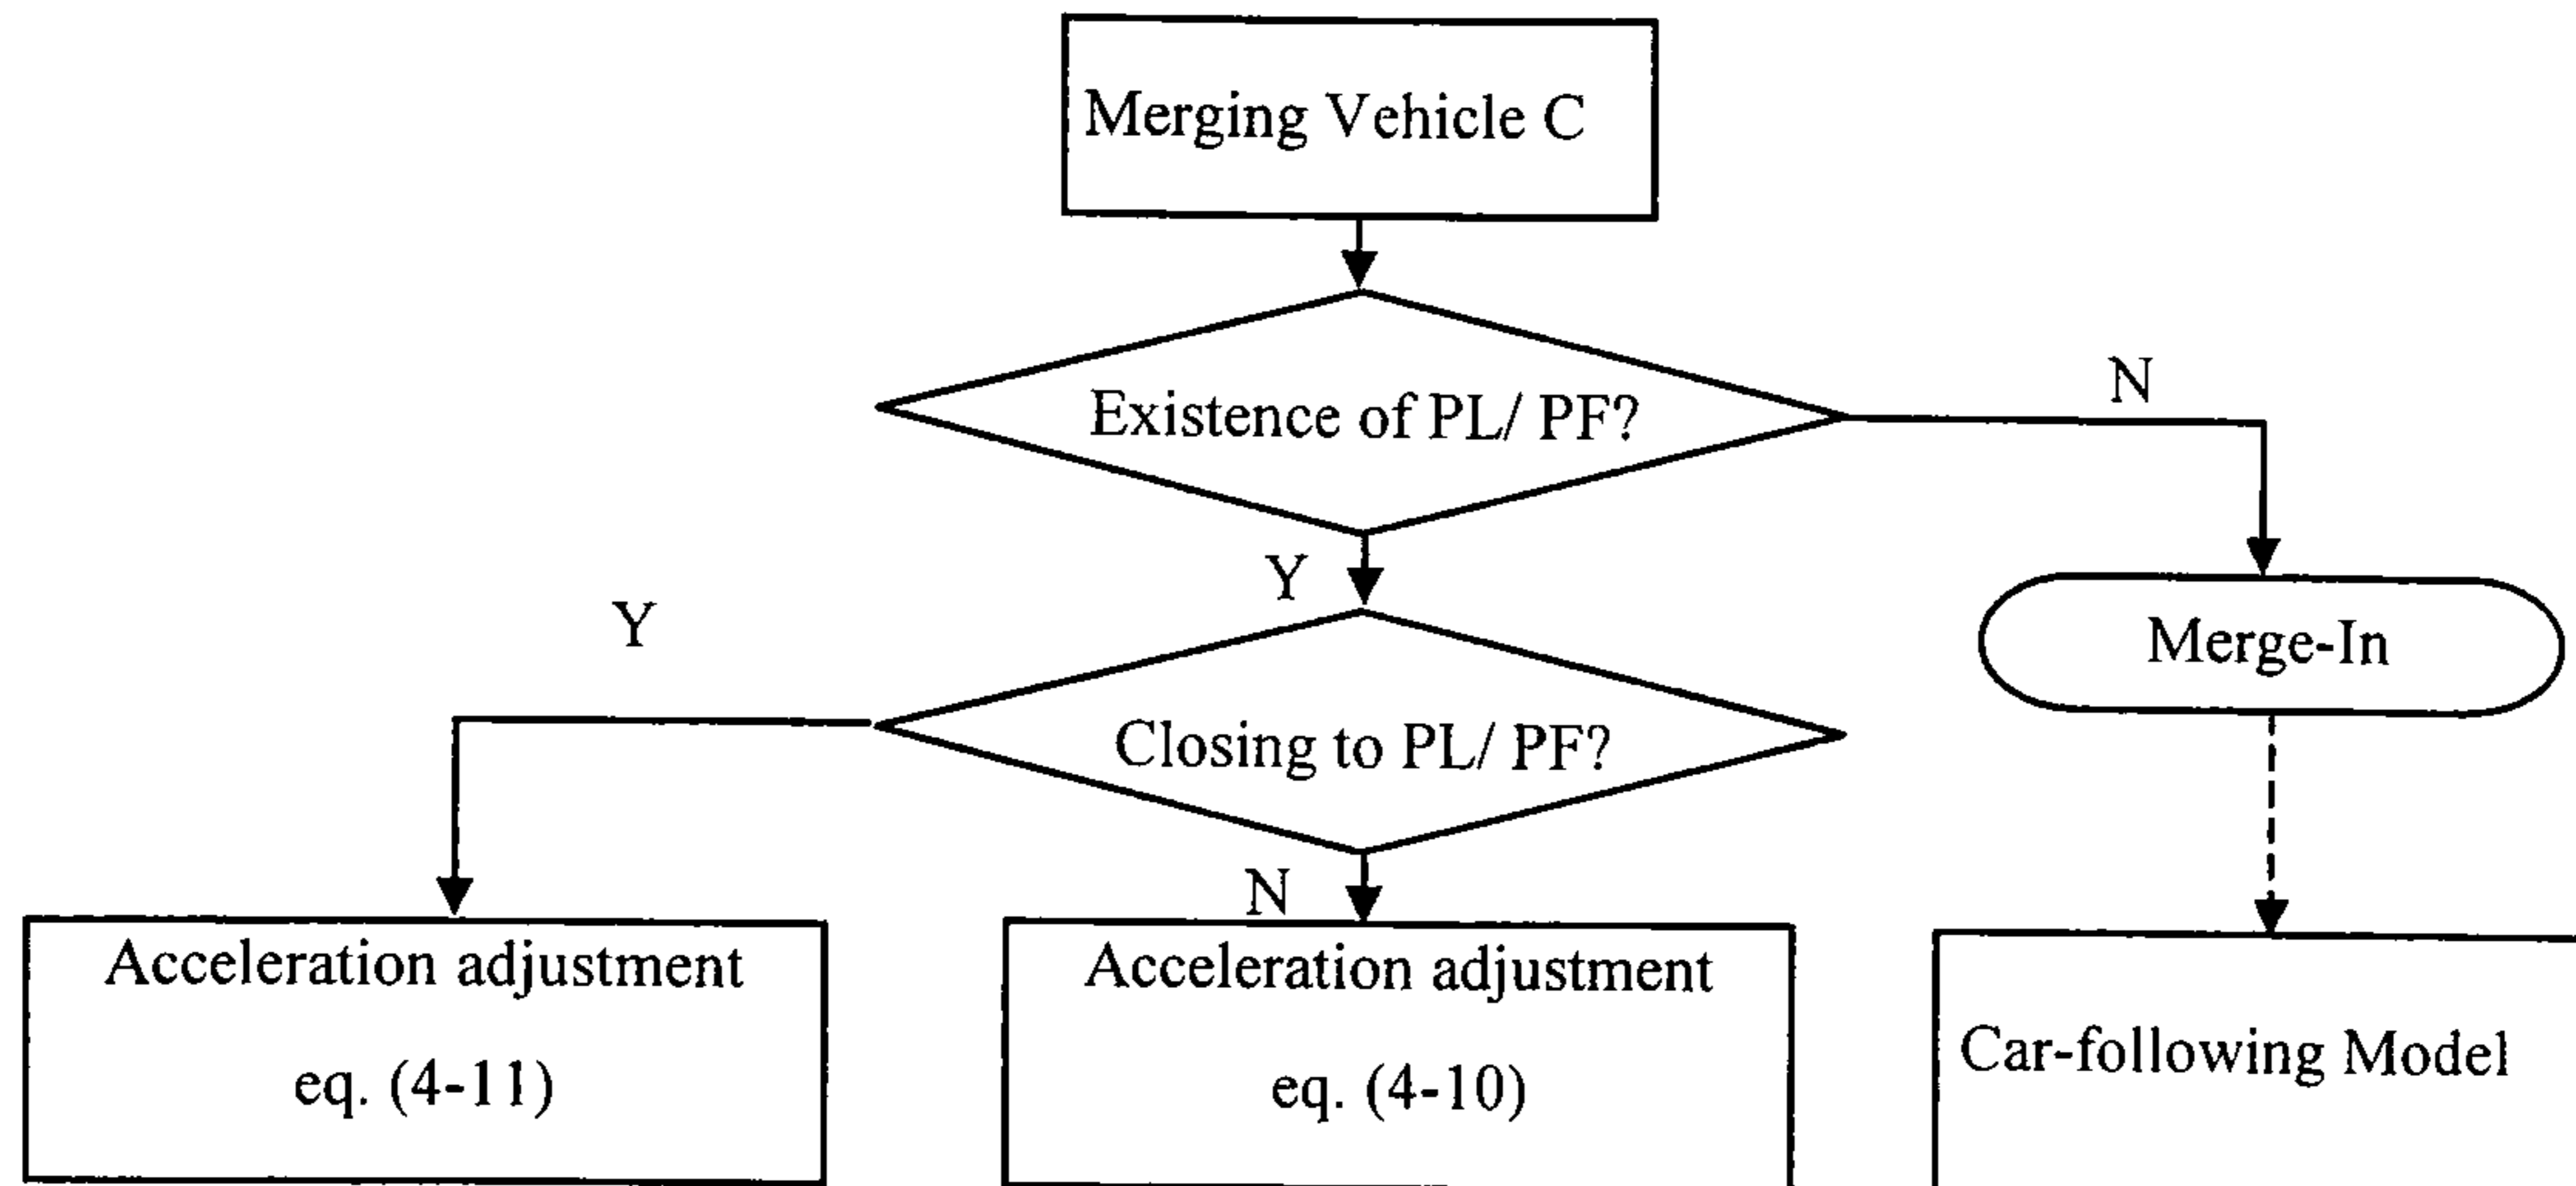 Merging Vehicle C
Existence of PL/ PF?
N
Y
Y
Merge-In
Closing to PL/ PF?
N
Acceleration adjustment
eq. (4-11)
Acceleration adjustment
eq. (4-10)
Car-following Model